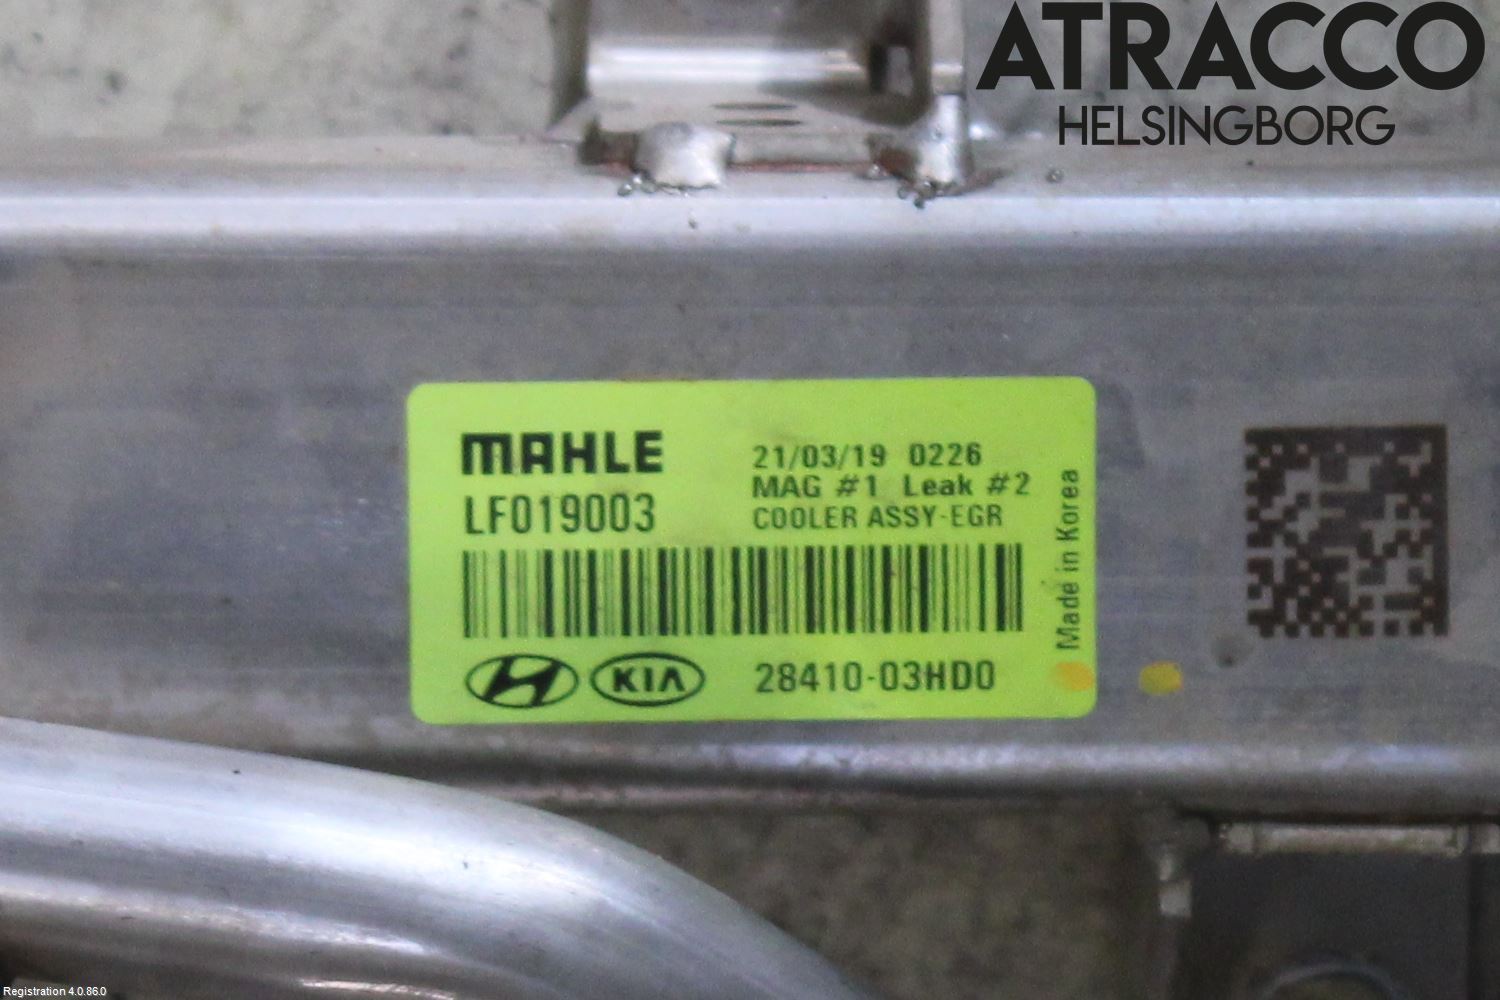 ATRACCO
HELSINGBORG
MAHLE
LF019003
21/03/19 0226
MAG #1 Leak #2
COOLER ASSY-EGR
Made in Korea
KIA
28410-03HD0
Registration 4.0.86.0